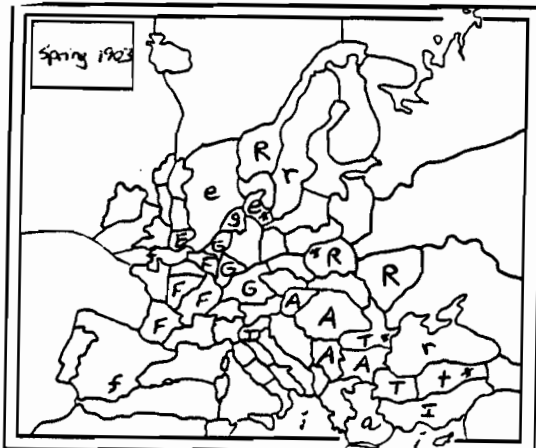 Spring 1903
R
e r
g e *
E G
f F G * R R
F F G A
F A
I T * r
A A
f T t *
I
i a
i